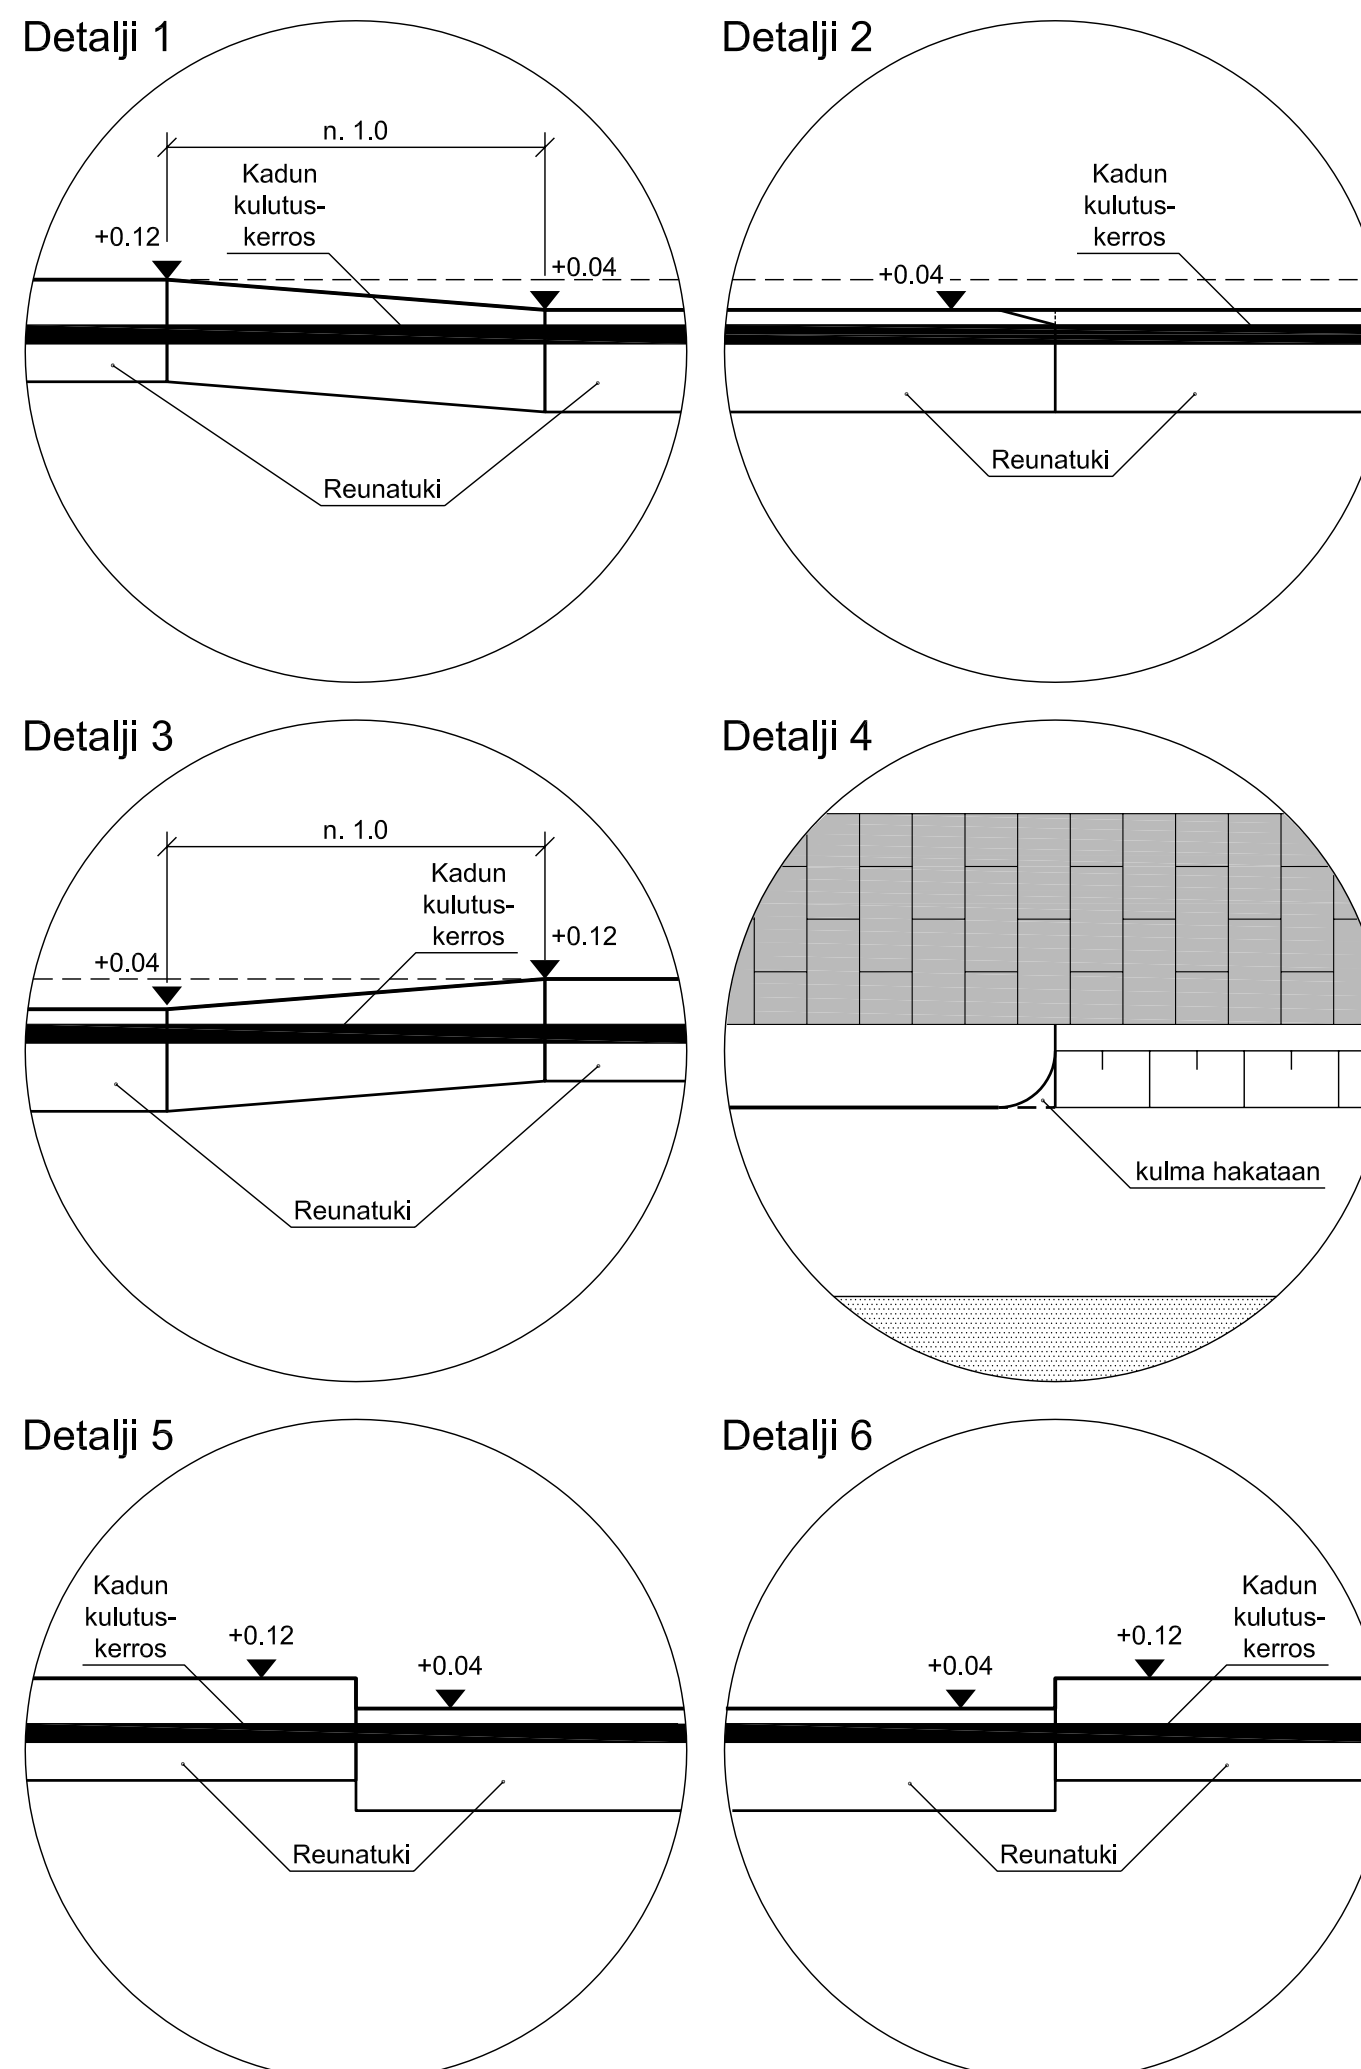 Detalji 1
n. 1.0
Kadun
kulutus-
kerros
+0.12
+0.04
Reunatuki
Detalji 2
Kadun
kulutus-
kerros
+0.04
Reunatuki
Detalji 3
n. 1.0
Kadun
kulutus-
kerros
+0.04
+0.12
Reunatuki
Detalji 4
kulma hakataan
Detalji 5
Kadun
kulutus-
kerros
+0.12
+0.04
Reunatuki
Detalji 6
Kadun
kulutus-
kerros
+0.12
+0.04
Reunatuki